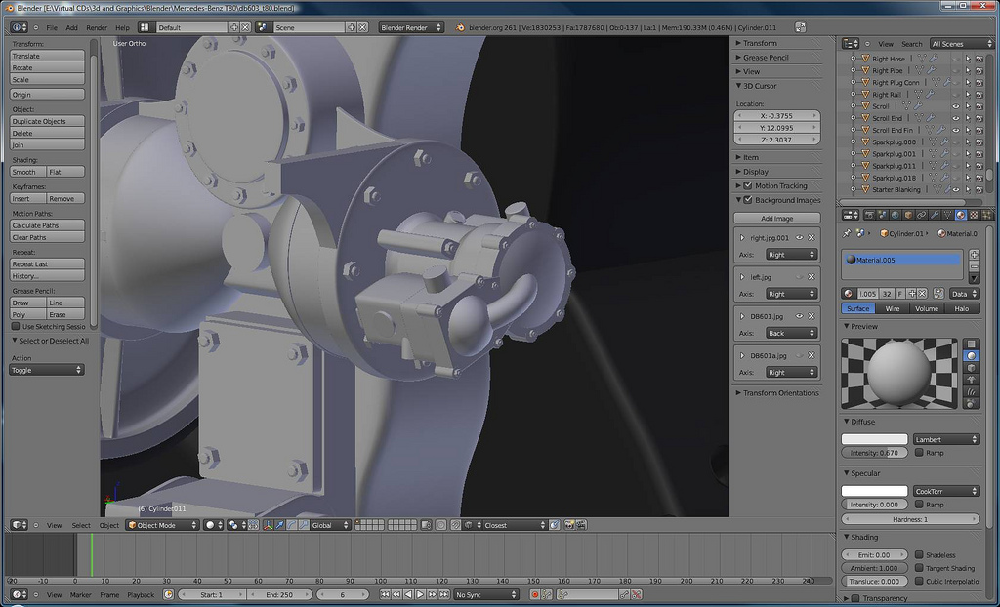 Blender [E:\Virtual CDs\3d and Graphics\Blender\Mercedes-Benz T80\db603_t80.blend]
File Add Render Help Default Scene Blender Render blender.org 261 | Ve:1830253 | Fa:1787680 | Ob:0-137 | La:1 | Mem:190.33M (0.46M) | Cylinder.011
User Ortho
Transform:
Translate
Rotate
Scale
Origin
Object:
Duplicate Objects
Delete
Join
Shading:
Smooth Flat
Keyframes:
Insert Remove
Motion Paths:
Calculate Paths
Clear Paths
Repeat:
Repeat Last
History...
Grease Pencil:
Draw Line
Poly Erase
Use Sketching Sessio
Select or Deselect All
Action
Toggle
(6) Cylinder.011
Transform
Grease Pencil
View
3D Cursor
Location:
X: -0.3755
Y: 12.0995
Z: 2.3037
Item
Display
Motion Tracking
Background Images
Add Image
right.jpg.001
Axis: Right
left.jpg
Axis: Right
DB601.jpg
Axis: Back
DB601a.jpg
Axis: Right
Transform Orientations
View Search All Scenes
Right Hose
Right Pipe
Right Plug Conn
Right Rail
Scroll
Scroll End
Scroll End Fin
Sparkplug.000
Sparkplug.001
Sparkplug.011
Sparkplug.018
Starter Blanking
Cylinder.01 Material.0
Material.005
.005 32 F Data
Surface Wire Volume Halo
Preview
Diffuse
Lambert
Intensity: 0.670 Ramp
Specular
CookTorr
Intensity: 0.000 Ramp
Hardness: 1
Shading
Emit: 0.00 Shadeless
Ambient: 1.000 Tangent Shading
Transluc: 0.000 Cubic Interpolatio
Transparency
View Select Object Object Mode Global Closest
-20 -10 0 10 20 30 40 50 60 70 80 90 100 110 120 130 140 150 160 170 180 190 200 210 220 230 240
View Marker Frame Playback Start: 1 End: 250 6 No Sync